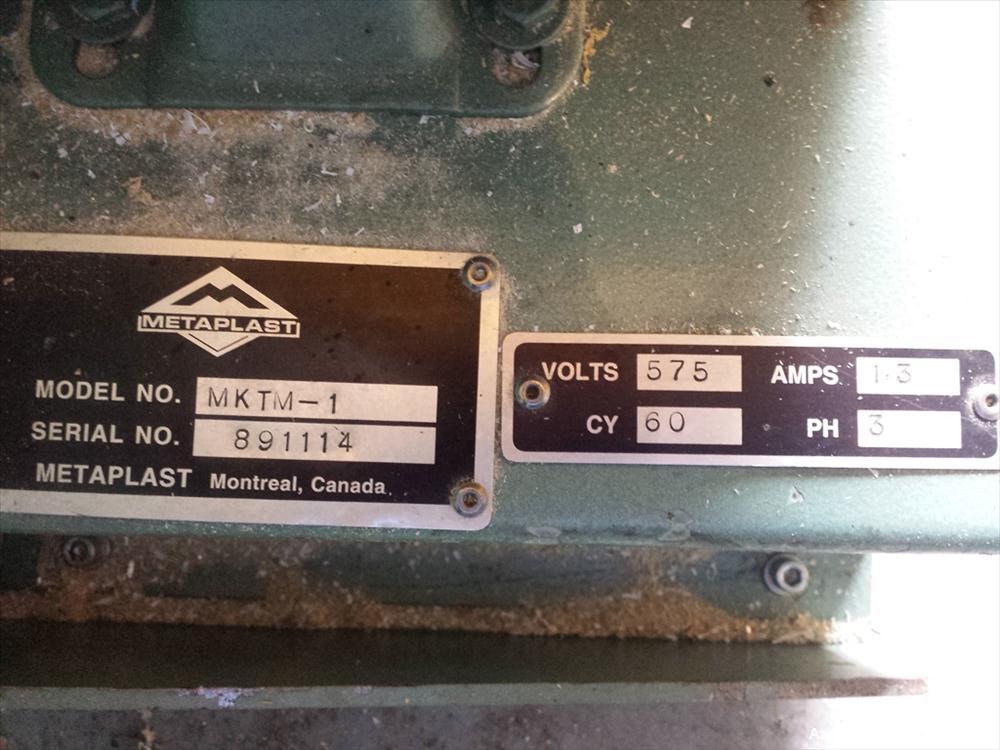 METAPLAST
MODEL NO. MKTM-1
SERIAL NO. 891114
METAPLAST Montreal, Canada
VOLTS 575 AMPS 1.3
CY 60 PH 3